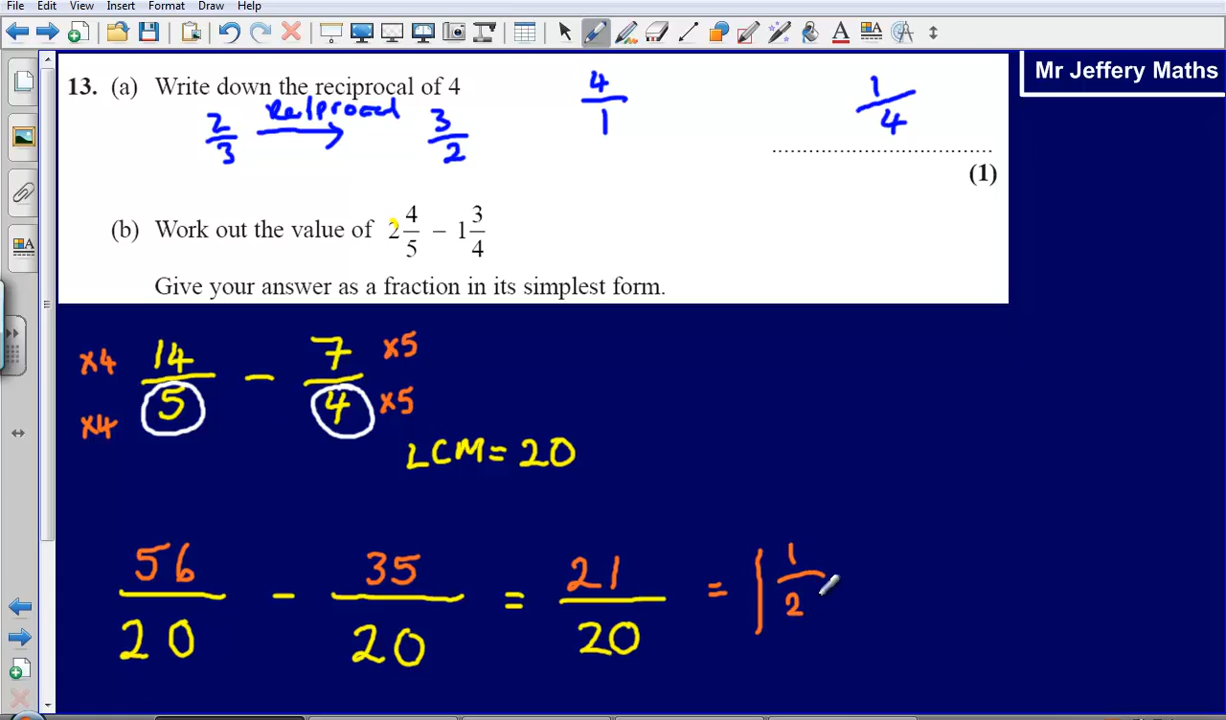 File Edit View Insert Format Draw Help
Mr Jeffery Maths
13. (a) Write down the reciprocal of 4
2/3 Reciprocal 3/2 4/1 1/4
(1)
(b) Work out the value of 2 4/5 − 1 3/4
Give your answer as a fraction in its simplest form.
×4 14/5 − 7/4 ×5
×4 ×5
LCM = 20
56/20 − 35/20 = 21/20 = 1 1/2